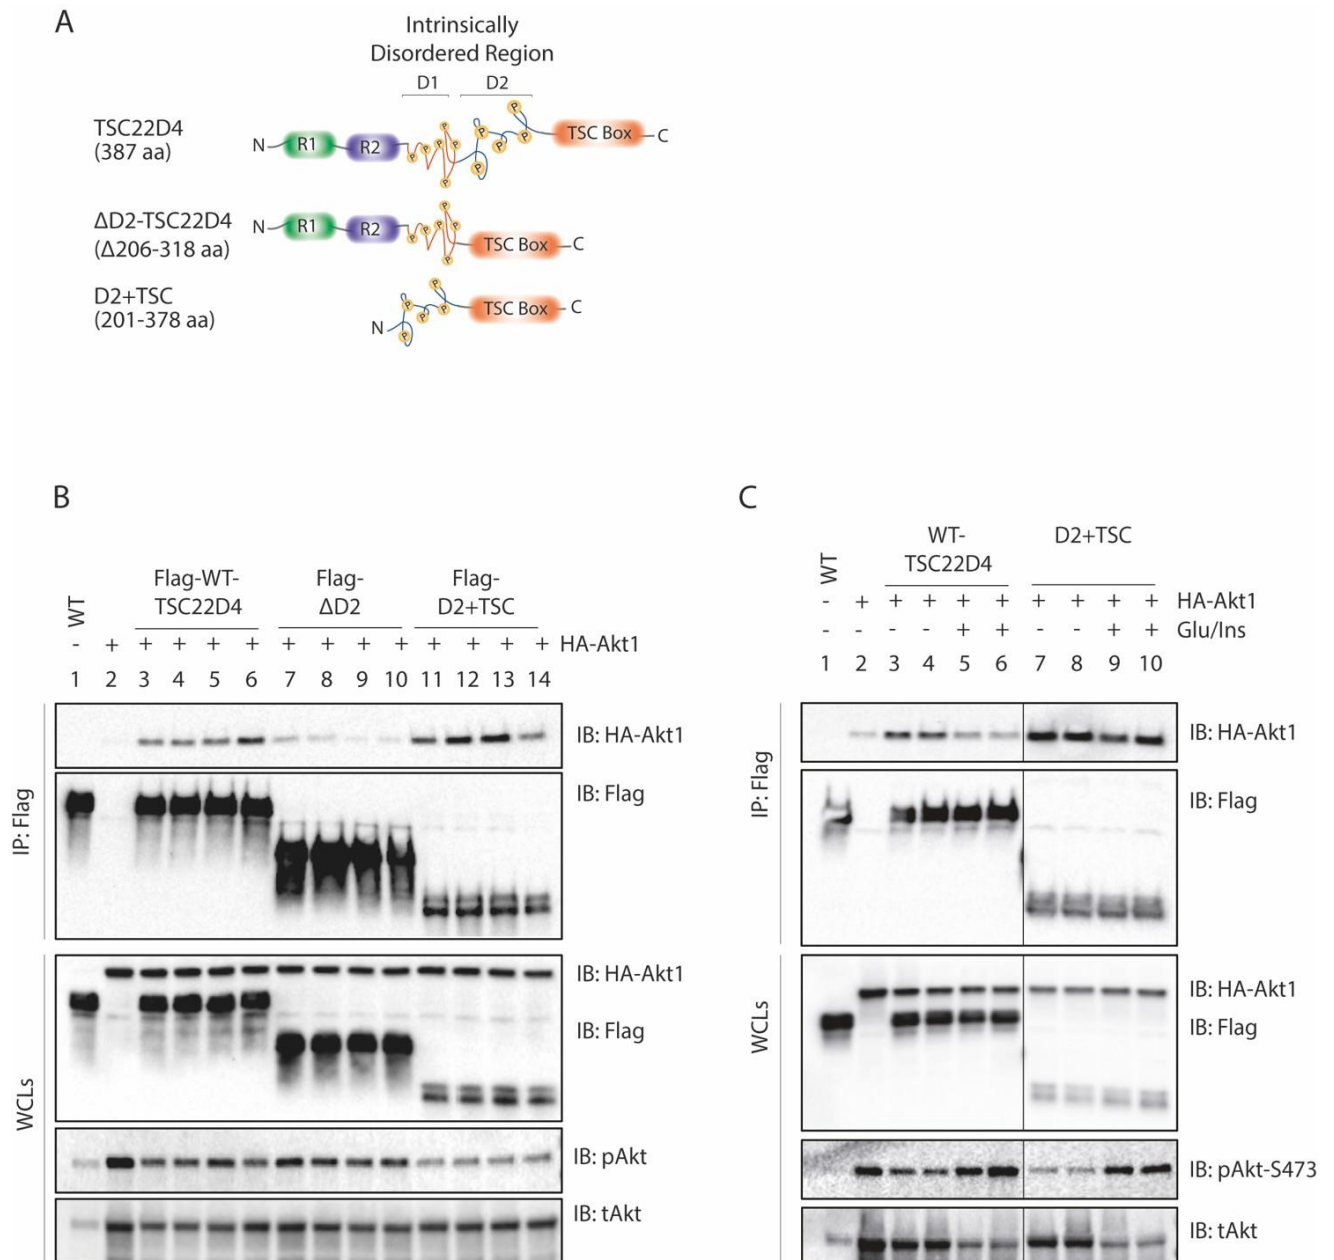 A
Intrinsically
Disordered Region
D1 D2
TSC22D4
(387 aa)
N R1 R2 P P P P P P P P P P P P TSC Box C
ΔD2-TSC22D4
(Δ206-318 aa)
N R1 R2 P P P P P P TSC Box C
D2+TSC
(201-378 aa)
N P P P P P TSC Box C
B
WT
Flag-WT-
TSC22D4
Flag-
ΔD2
Flag-
D2+TSC
- + + + + + + + + + + + + + HA-Akt1
1 2 3 4 5 6 7 8 9 10 11 12 13 14
IP: Flag
IB: HA-Akt1
IB: Flag
WCLs
IB: HA-Akt1
IB: Flag
IB: pAkt
IB: tAkt
C
WT
WT-
TSC22D4
D2+TSC
- + + + + + + + + + HA-Akt1
- - - - + + - - + + Glu/Ins
1 2 3 4 5 6 7 8 9 10
IP: Flag
IB: HA-Akt1
IB: Flag
WCLs
IB: HA-Akt1
IB: Flag
IB: pAkt-S473
IB: tAkt